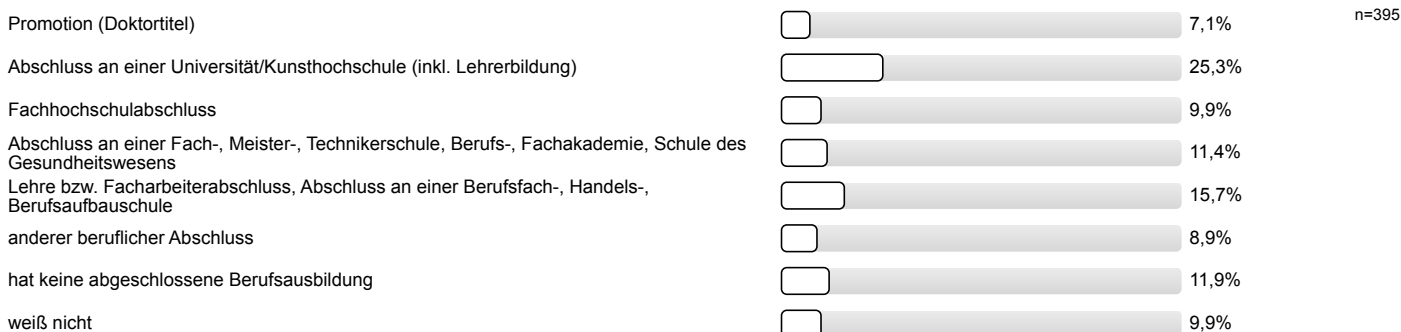 Promotion (Doktortitel) 7,1% n=395
Abschluss an einer Universität/Kunsthochschule (inkl. Lehrerbildung) 25,3%
Fachhochschulabschluss 9,9%
Abschluss an einer Fach-, Meister-, Technikerschule, Berufs-, Fachakademie, Schule des
Gesundheitswesens 11,4%
Lehre bzw. Facharbeiterabschluss, Abschluss an einer Berufsfach-, Handels-,
Berufsaufbauschule 15,7%
anderer beruflicher Abschluss 8,9%
hat keine abgeschlossene Berufsausbildung 11,9%
weiß nicht 9,9%